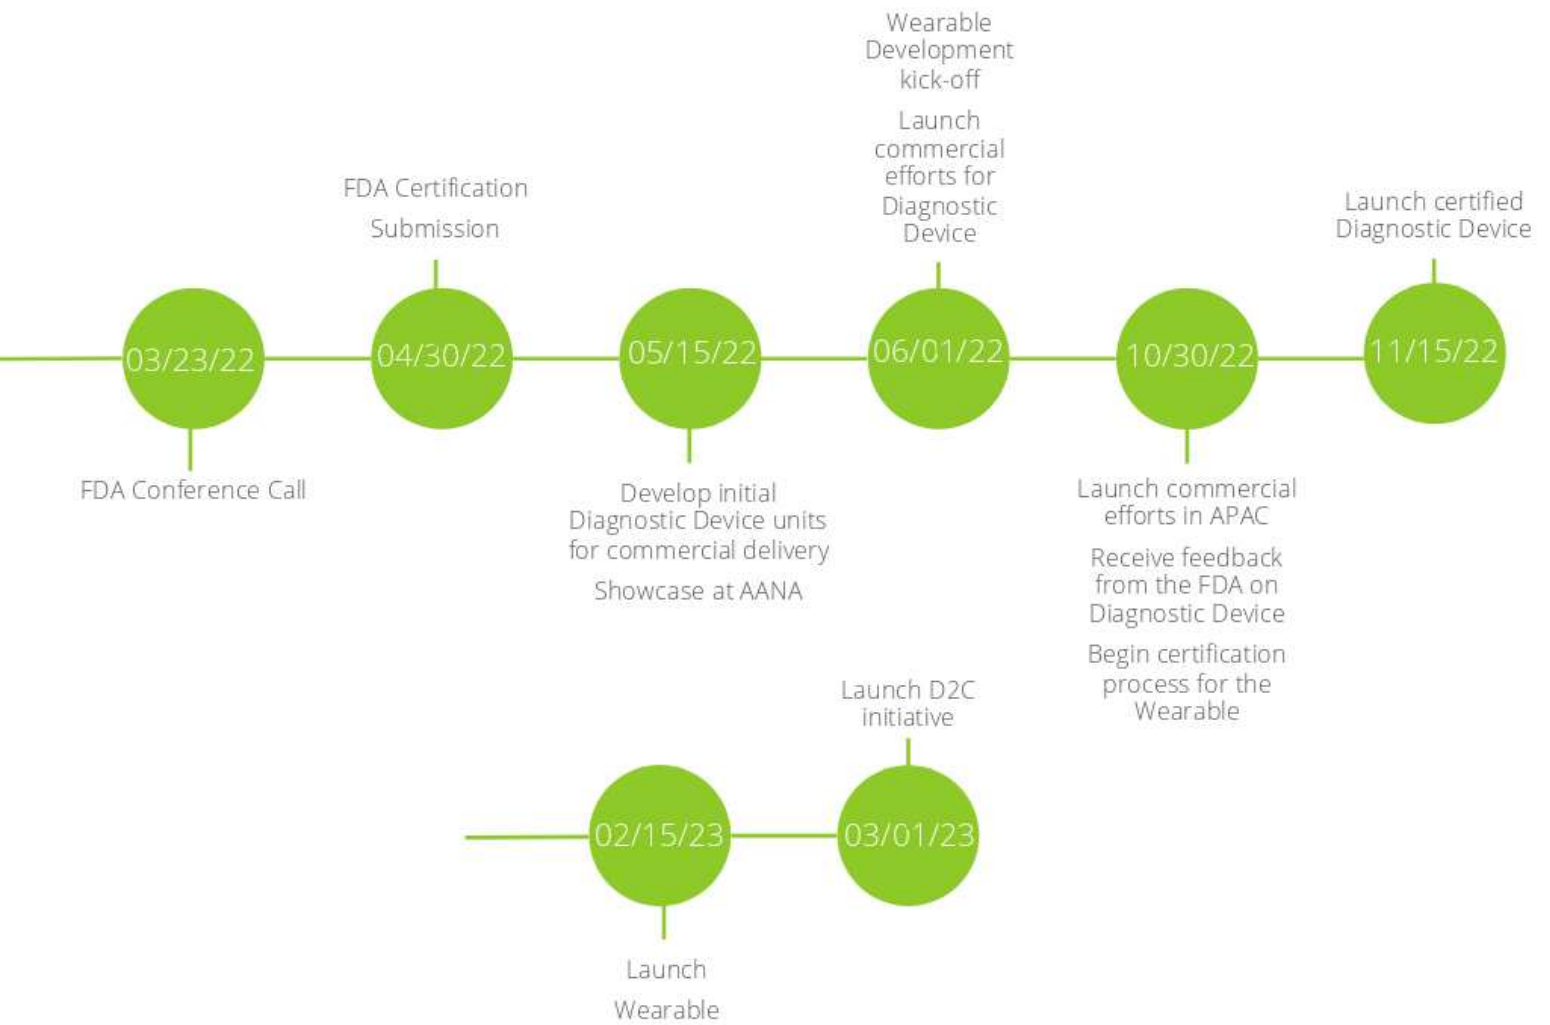 Wearable
Development
kick-off
Launch
commercial
efforts for
Diagnostic
Device
FDA Certification
Submission
Launch certified
Diagnostic Device
03/23/22
04/30/22
05/15/22
06/01/22
10/30/22
11/15/22
FDA Conference Call
Develop initial
Diagnostic Device units
for commercial delivery
Showcase at AANA
Launch commercial
efforts in APAC
Receive feedback
from the FDA on
Diagnostic Device
Begin certification
process for the
Wearable
Launch D2C
initiative
02/15/23
03/01/23
Launch
Wearable